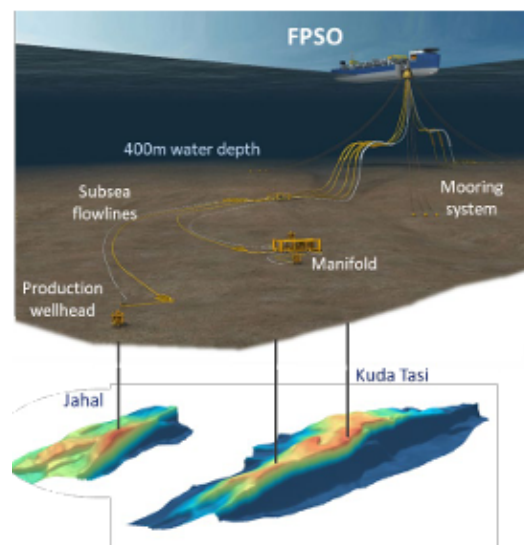 FPSO
400m water depth
Subsea
flowlines
Mooring
system
Manifold
Production
wellhead
Kuda Tasi
Jahal